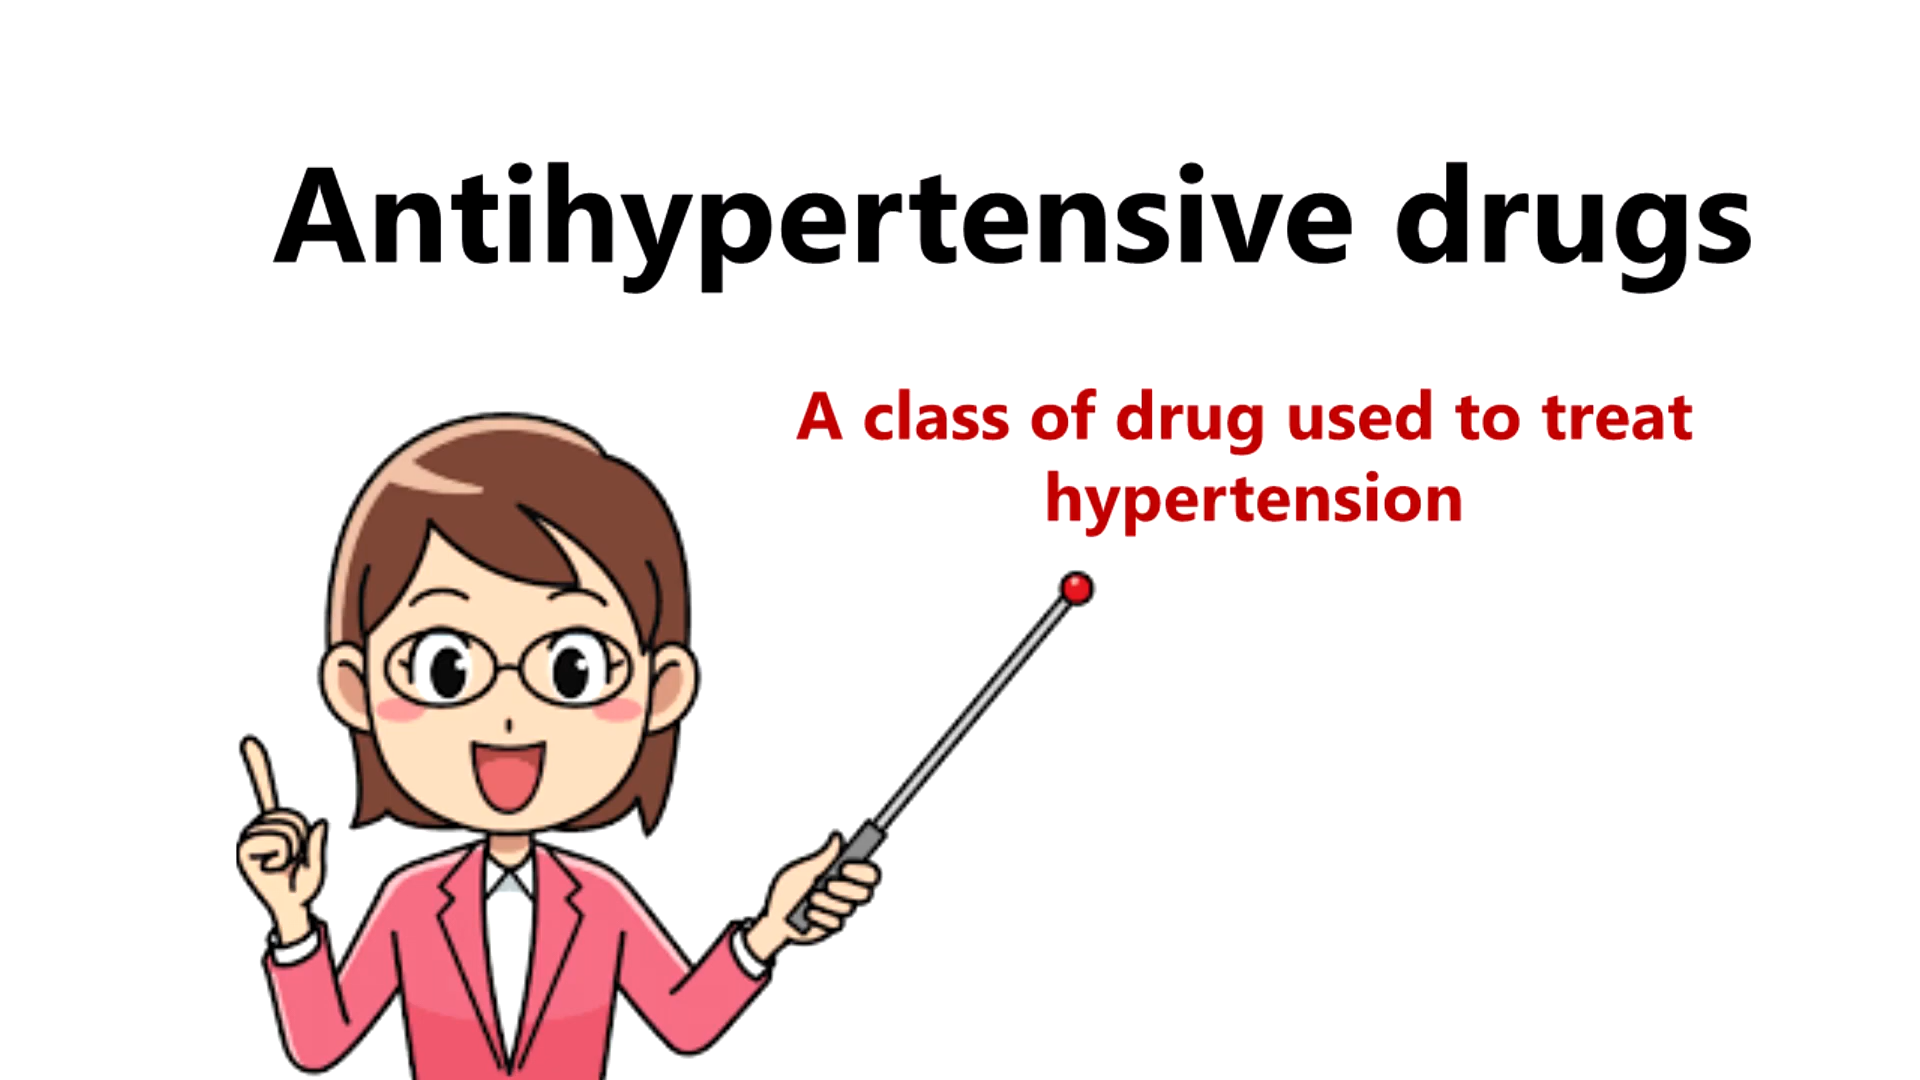 Antihypertensive drugs
A class of drug used to treat
hypertension